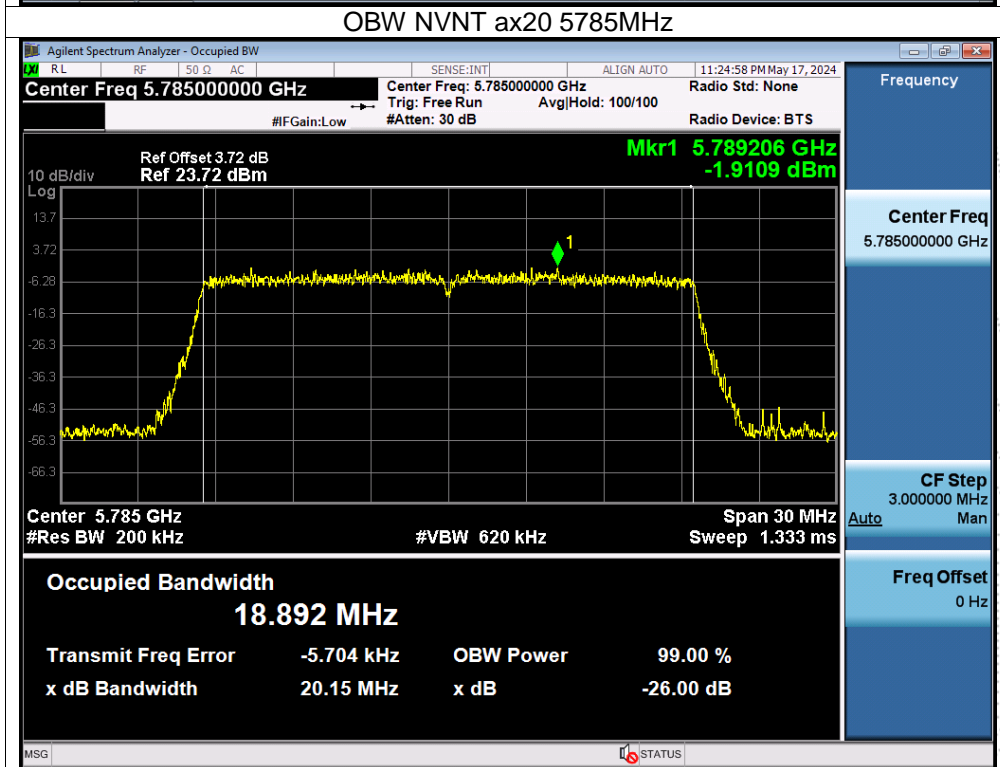 OBW NVNT ax20 5785MHz
Agilent Spectrum Analyzer - Occupied BW
LXI RL RF 50 Ω AC SENSE:INT ALIGN AUTO 11:24:58 PM May 17, 2024
Center Freq 5.785000000 GHz
Center Freq: 5.785000000 GHz Radio Std: None
Trig: Free Run Avg|Hold: 100/100
#IFGain:Low #Atten: 30 dB Radio Device: BTS
Frequency
Mkr1 5.789206 GHz
-1.9109 dBm
Ref Offset 3.72 dB
10 dB/div Ref 23.72 dBm
Log
13.7
3.72
-6.28
-16.3
-26.3
-36.3
-46.3
-56.3
-66.3
1
Center 5.785 GHz Span 30 MHz
#Res BW 200 kHz #VBW 620 kHz Sweep 1.333 ms
Occupied Bandwidth
18.892 MHz
Transmit Freq Error -5.704 kHz OBW Power 99.00 %
x dB Bandwidth 20.15 MHz x dB -26.00 dB
Center Freq
5.785000000 GHz
CF Step
3.000000 MHz
Auto Man
Freq Offset
0 Hz
MSG STATUS